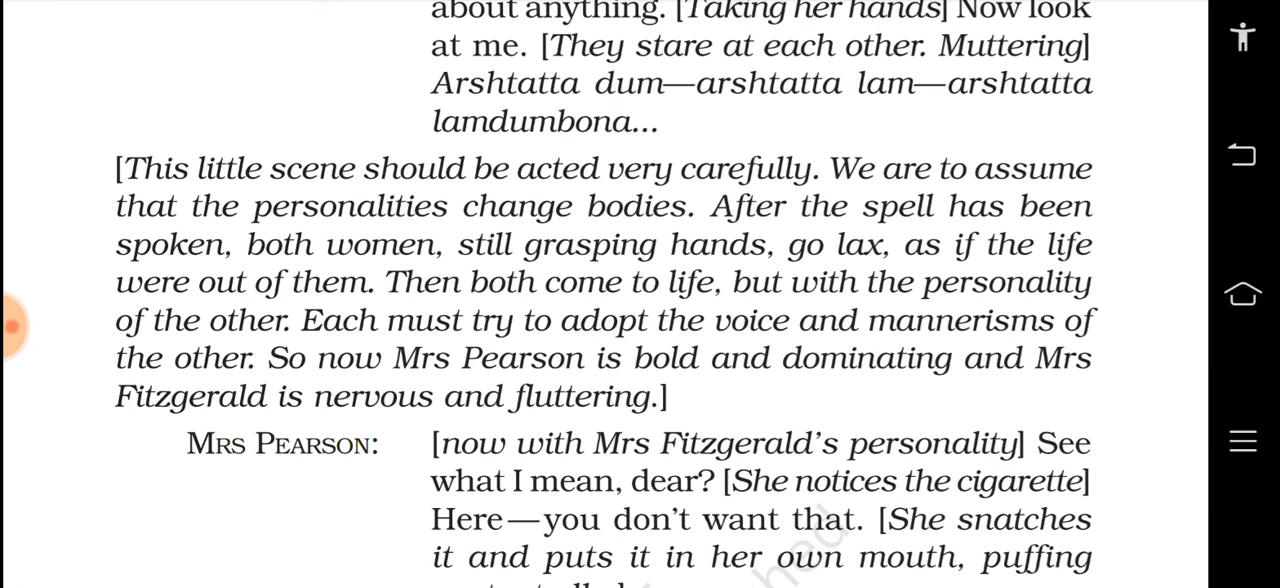 about anything. [Taking her hands] Now look
at me. [They stare at each other. Muttering]
Arshtatta dum—arshtatta lam—arshtatta
lamdumbona...
[This little scene should be acted very carefully. We are to assume
that the personalities change bodies. After the spell has been
spoken, both women, still grasping hands, go lax, as if the life
were out of them. Then both come to life, but with the personality
of the other. Each must try to adopt the voice and mannerisms of
the other. So now Mrs Pearson is bold and dominating and Mrs
Fitzgerald is nervous and fluttering.]
MRS PEARSON: [now with Mrs Fitzgerald's personality] See
what I mean, dear? [She notices the cigarette]
Here—you don't want that. [She snatches
it and puts it in her own mouth, puffing